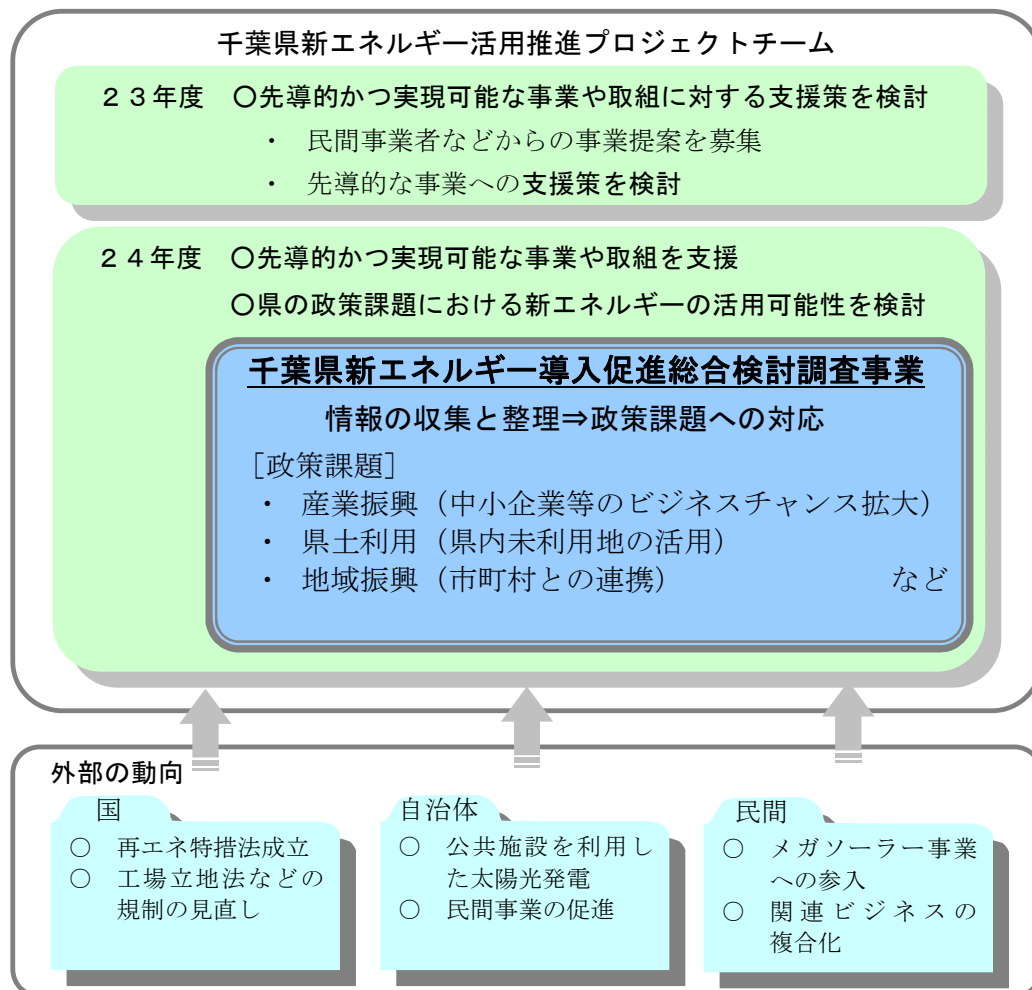 千葉県新エネルギー活用推進プロジェクトチーム
２３年度 〇先導的かつ実現可能な事業や取組に対する支援策を検討
・ 民間事業者などからの事業提案を募集
・ 先導的な事業への支援策を検討
２４年度 〇先導的かつ実現可能な事業や取組を支援
〇県の政策課題における新エネルギーの活用可能性を検討
千葉県新エネルギー導入促進総合検討調査事業
情報の収集と整理⇒政策課題への対応
［政策課題］
・ 産業振興（中小企業等のビジネスチャンス拡大）
・ 県土利用（県内未利用地の活用）
・ 地域振興（市町村との連携） など
外部の動向
国
○ 再エネ特措法成立
○ 工場立地法などの
規制の見直し
自治体
○ 公共施設を利用し
た太陽光発電
○ 民間事業の促進
民間
○ メガソーラー事業
への参入
○ 関連ビジネスの
複合化